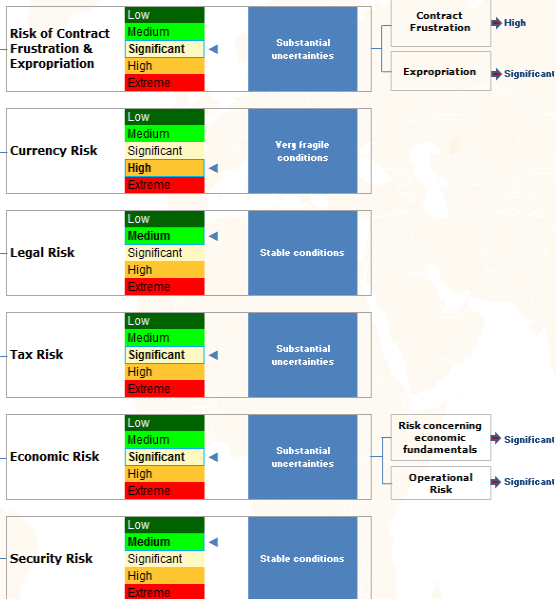 Risk of Contract
Frustration &
Expropriation
Low
Medium
Significant
High
Extreme
Substantial
uncertainties
Contract
Frustration
High
Expropriation
Significant
Currency Risk
Low
Medium
Significant
High
Extreme
Very fragile
conditions
Legal Risk
Low
Medium
Significant
High
Extreme
Stable conditions
Tax Risk
Low
Medium
Significant
High
Extreme
Substantial
uncertainties
Economic Risk
Low
Medium
Significant
High
Extreme
Substantial
uncertainties
Risk concerning
economic
fundamentals
Significant
Operational
Risk
Significant
Security Risk
Low
Medium
Significant
High
Extreme
Stable conditions